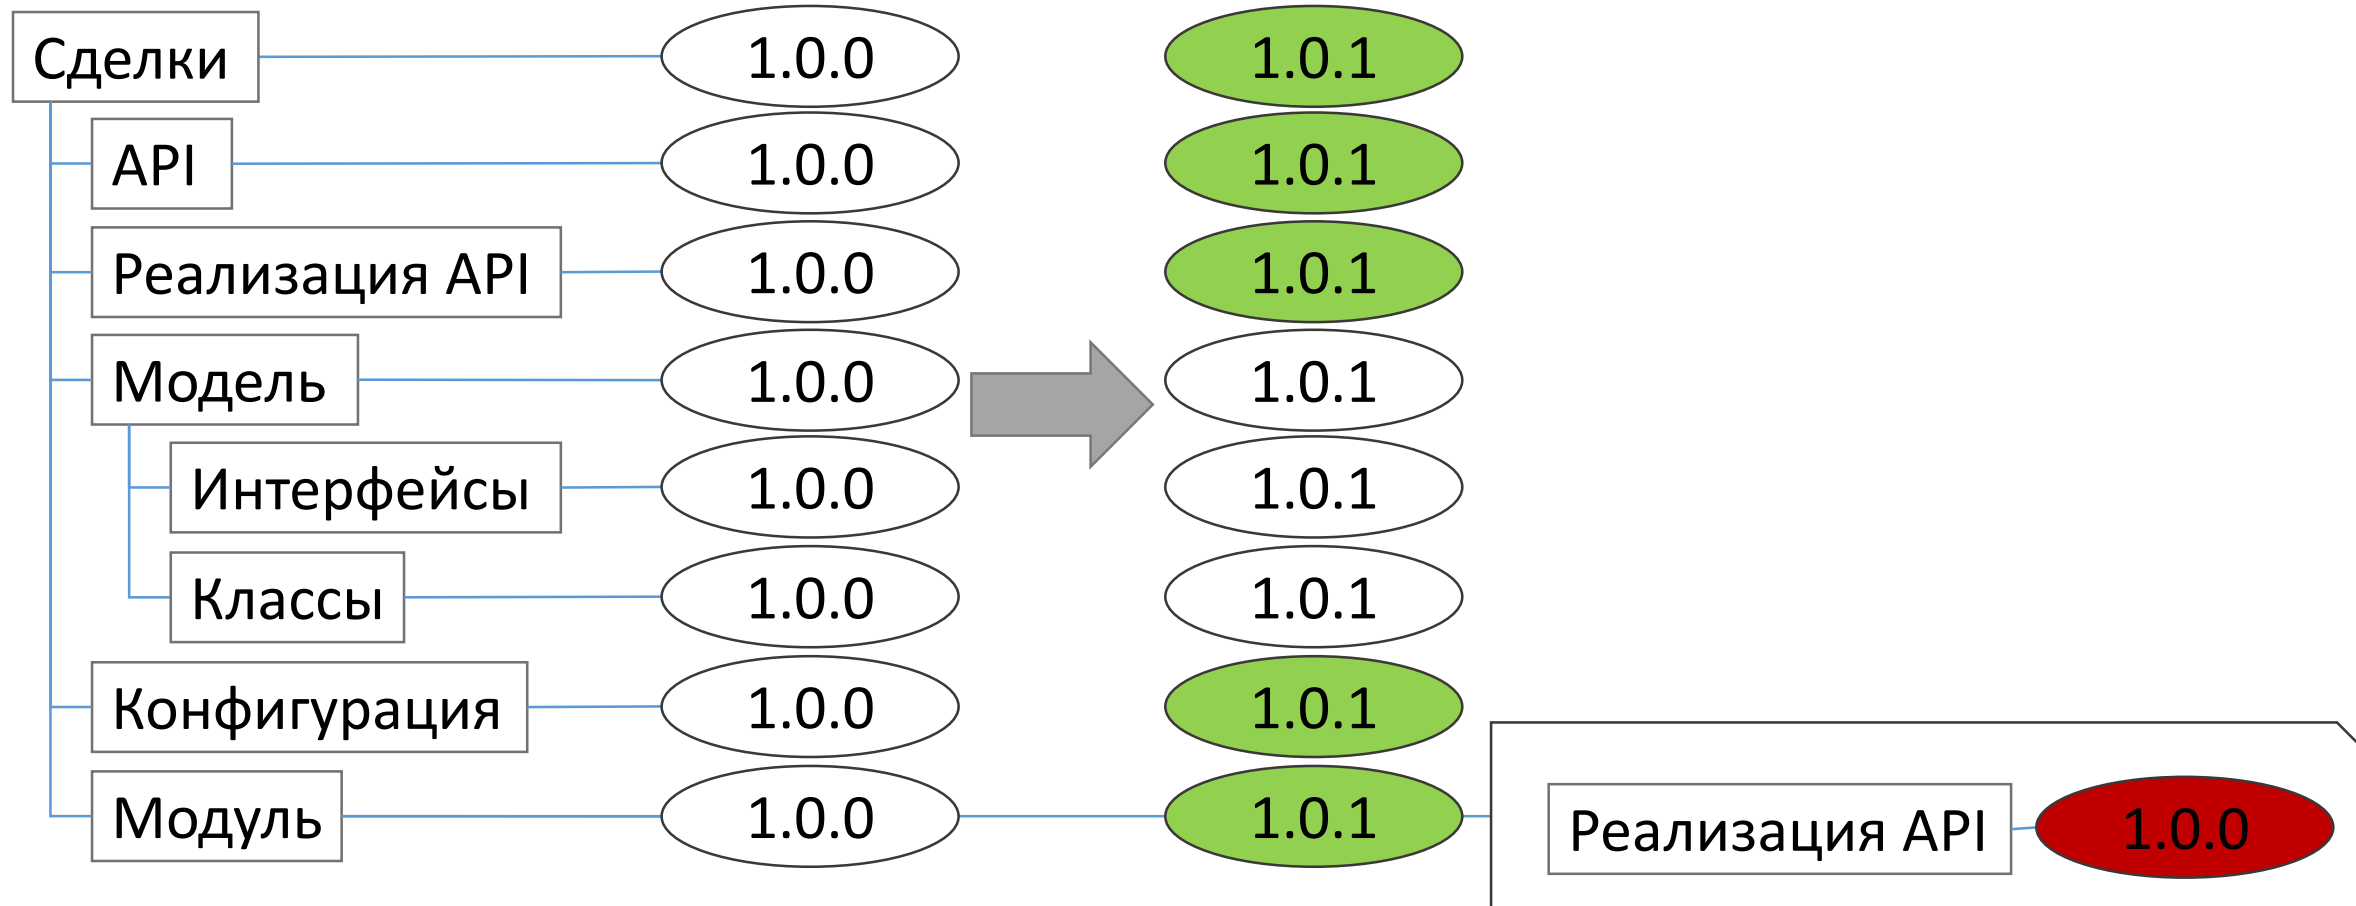 Сделки 1.0.0 1.0.1
API 1.0.0 1.0.1
Реализация API 1.0.0 1.0.1
Модель 1.0.0 1.0.1
Интерфейсы 1.0.0 1.0.1
Классы 1.0.0 1.0.1
Конфигурация 1.0.0 1.0.1
Модуль 1.0.0 1.0.1 Реализация API 1.0.0